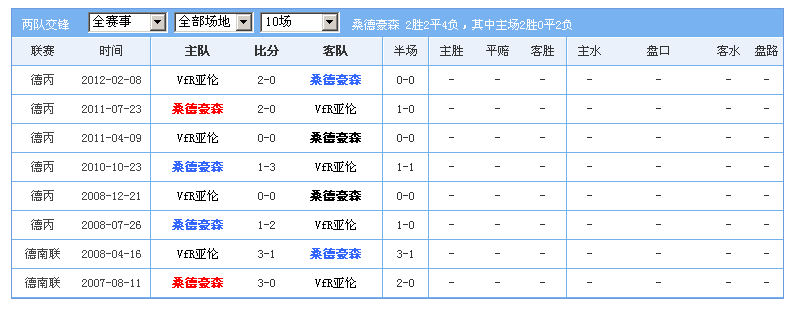 两队交锋 全赛事 全部场地 10场 桑德豪森 2胜2平4负，其中主场2胜0平2负
联赛 时间 主队 比分 客队 半场 主胜 平赔 客胜 主水 盘口 客水 盘路
德丙 2012-02-08 VfR亚伦 2-0 桑德豪森 0-0 - - - - - - -
德丙 2011-07-23 桑德豪森 2-0 VfR亚伦 1-0 - - - - - - -
德丙 2011-04-09 VfR亚伦 0-0 桑德豪森 0-0 - - - - - - -
德丙 2010-10-23 桑德豪森 1-3 VfR亚伦 1-1 - - - - - - -
德丙 2008-12-21 VfR亚伦 0-0 桑德豪森 0-0 - - - - - - -
德丙 2008-07-26 桑德豪森 1-2 VfR亚伦 1-0 - - - - - - -
德南联 2008-04-16 VfR亚伦 3-1 桑德豪森 3-1 - - - - - - -
德南联 2007-08-11 桑德豪森 3-0 VfR亚伦 2-0 - - - - - - -